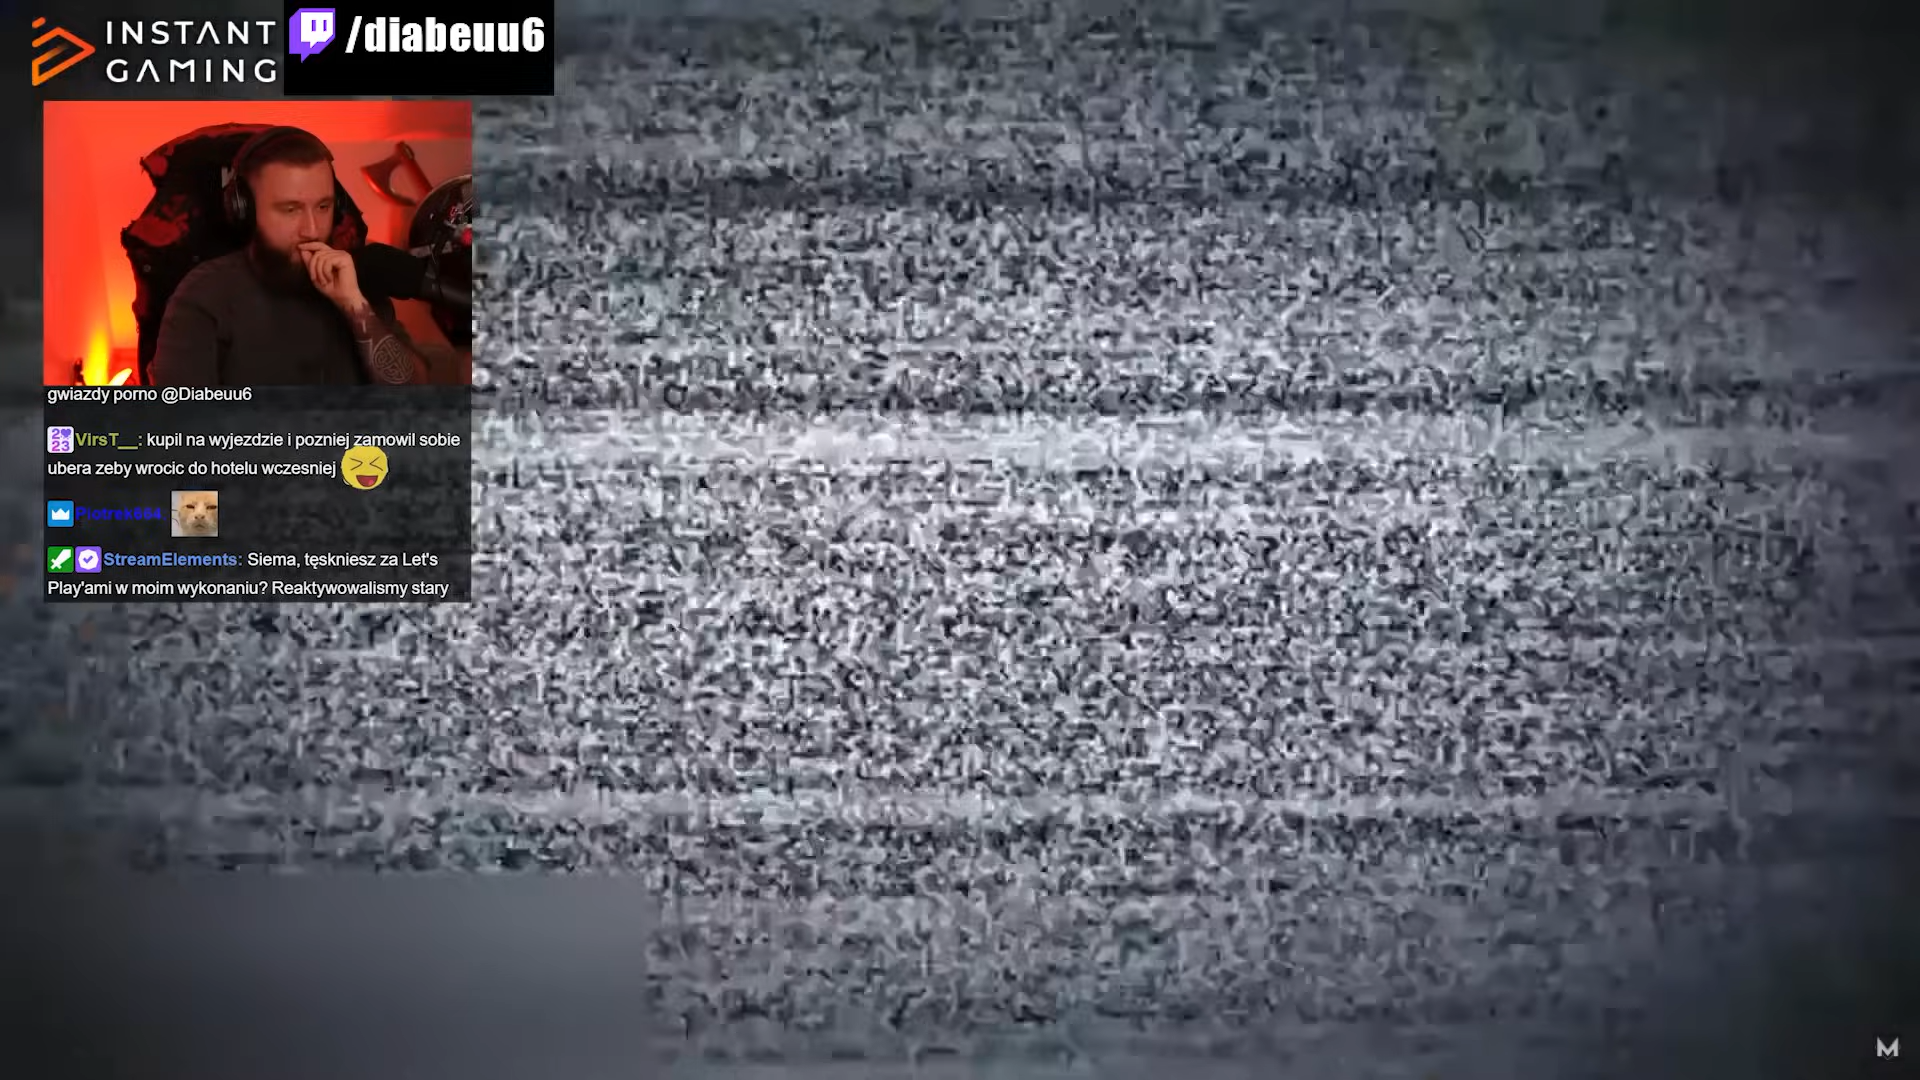 INSTANT
GAMING
/diabeuu6
gwiazdy porno @Diabeuu6
VirsT__: kupil na wyjezdzie i pozniej zamowil sobie
ubera zeby wrocic do hotelu wczesniej
StreamElements: Siema, tęskniesz za Let's
Play'ami w moim wykonaniu? Reaktywowalismy stary
M